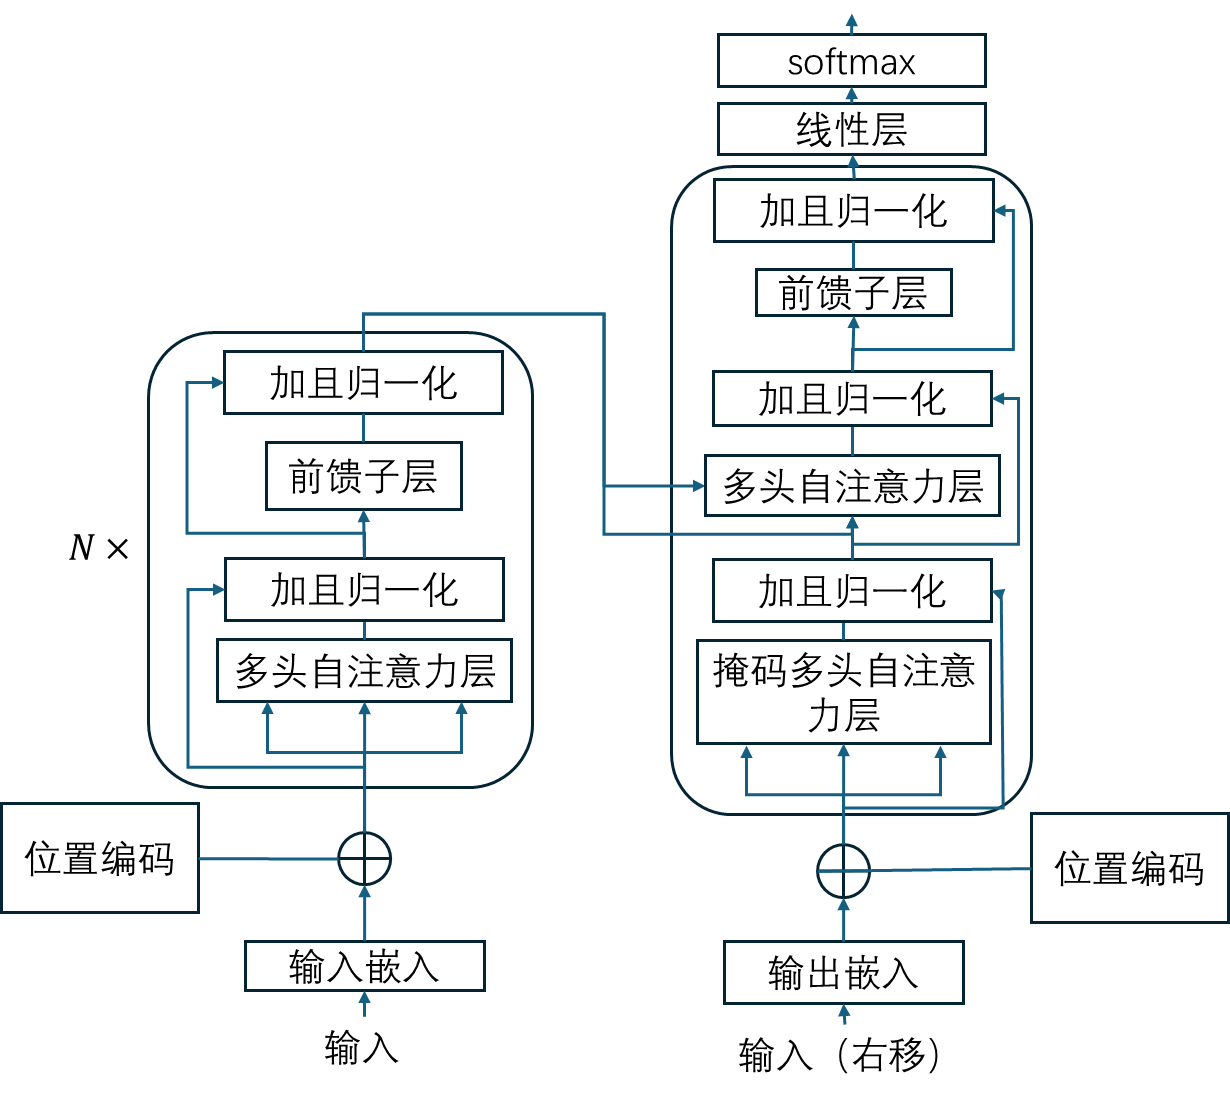 softmax
线性层
加且归一化
前馈子层
加且归一化
多头自注意力层
加且归一化
掩码多头自注意
力层
加且归一化
前馈子层
N ×
加且归一化
多头自注意力层
位置编码
位置编码
输入嵌入
输出嵌入
输入
输入（右移）